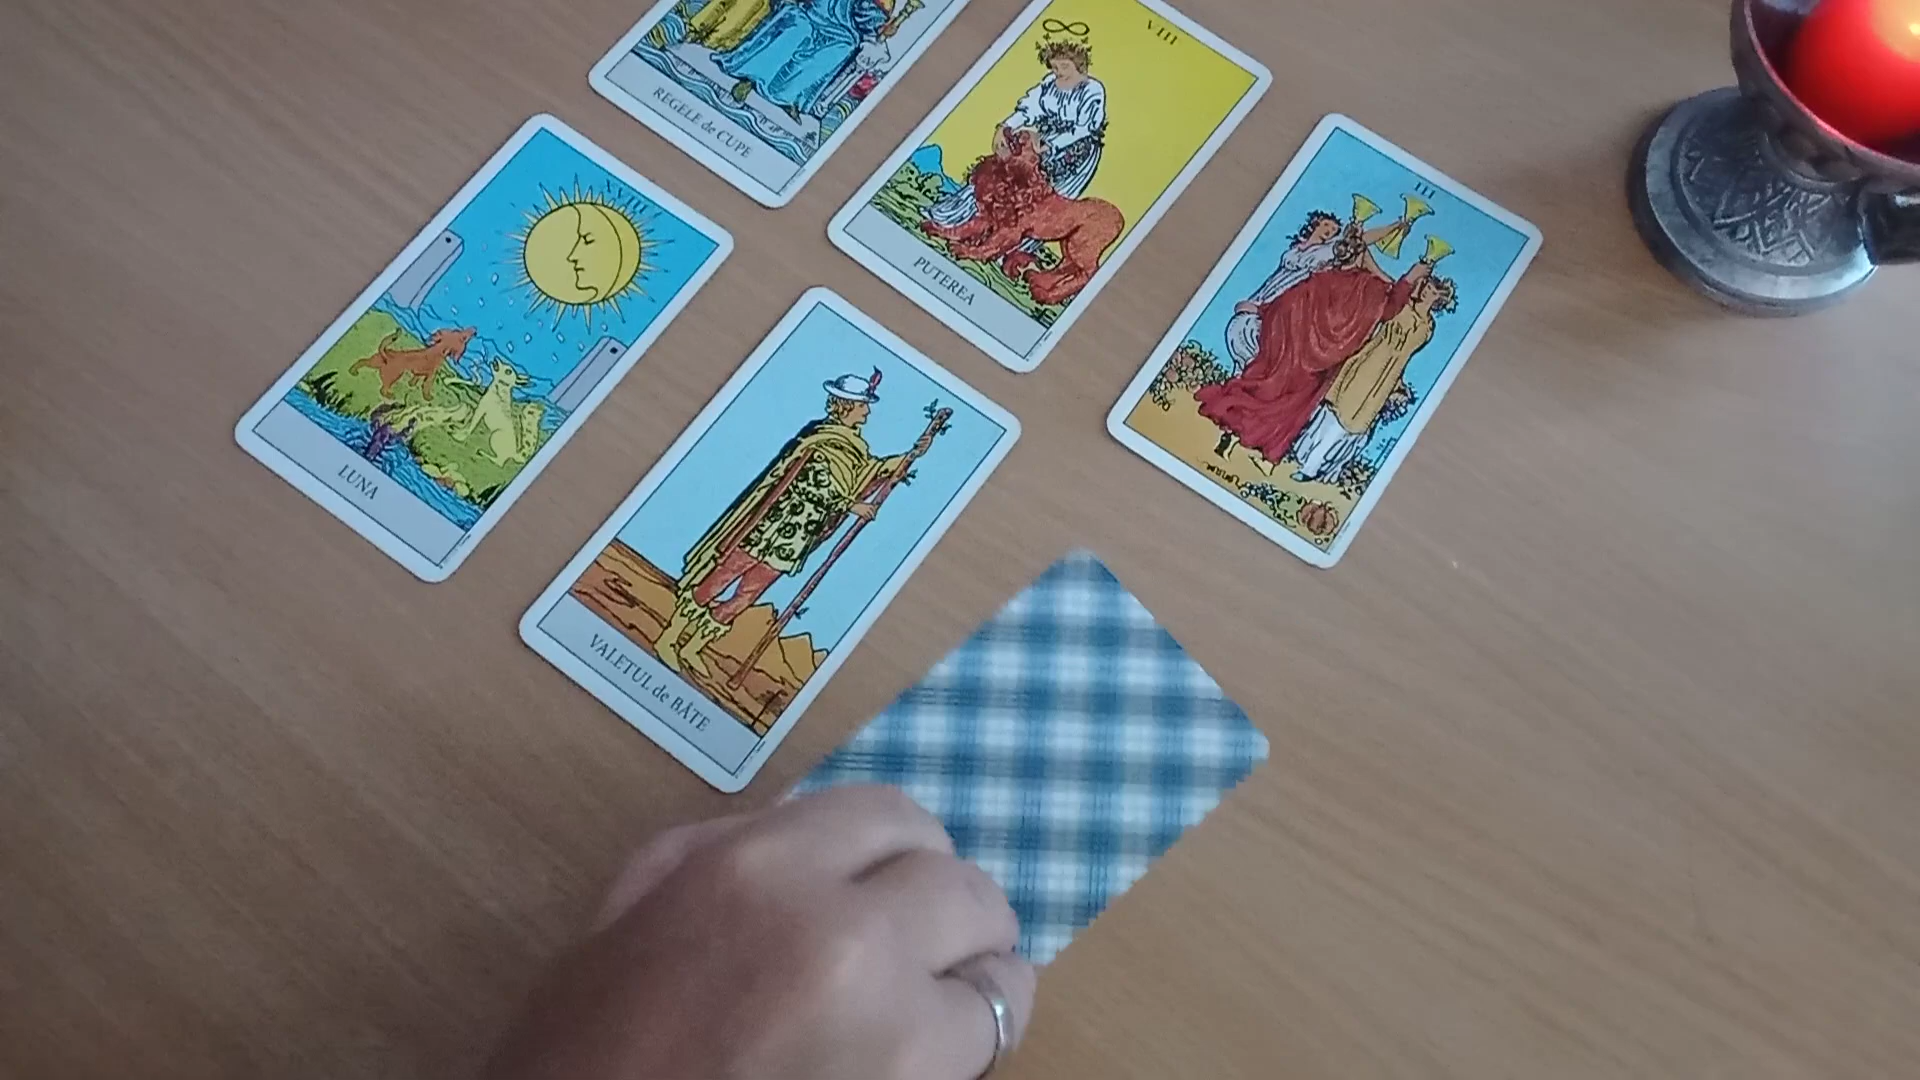 REGELE de CUPE
VIII
PUTEREA
III
XVIII
LUNA
VALETUL de BÂTE